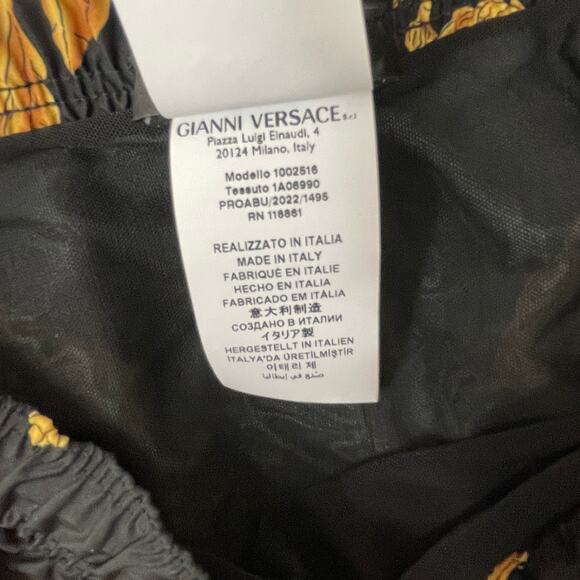 GIANNI VERSACE s.r.l
Piazza Luigi Einaudi, 4
20124 Milano, Italy
Modello 1002516
Tessuto 1A06990
PROABU/2022/1495
RN 118861
REALIZZATO IN ITALIA
MADE IN ITALY
FABRIQUÉ EN ITALIE
HECHO EN ITALIA
FABRICADO EM ITÁLIA
意大利制造
СОЗДАНО В ИТАЛИИ
イタリア製
HERGESTELLT IN ITALIEN
ITALYA'DA ÜRETİLMİŞTİR
이태리 제
صنع في إيطاليا